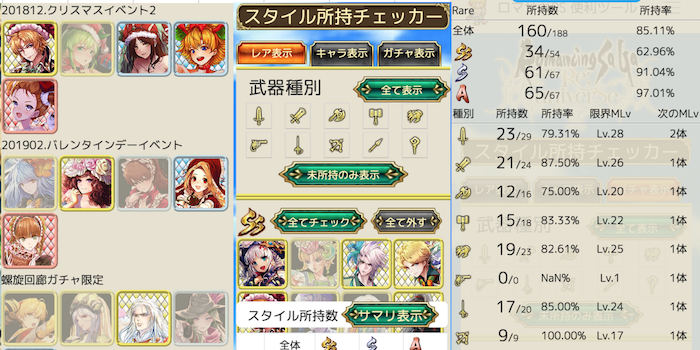 201812.クリスマスイベント2
201902.バレンタインデーイベント
螺旋回廊ガチャ限定
スタイル所持チェッカー
レア表示 キャラ表示 ガチャ表示
武器種別 全て表示
未所持のみ表示
SS 全てチェック 全て外す
スタイル所持数 サマリ表示
全体 SS S A
Rare 所持数 所持率
全体 160/188 85.11%
SS 34/54 62.96%
S 61/67 91.04%
A 65/67 97.01%
種別 所持数 所持率 限界MLv 次のMLv
23/29 79.31% Lv.28 2体
21/24 87.50% Lv.26 1体
12/16 75.00% Lv.20 1体
15/18 83.33% Lv.22 1体
19/23 82.61% Lv.25 1体
0/0 NaN% Lv.1 1体
17/20 85.00% Lv.24 1体
9/9 100.00% Lv.17 1体